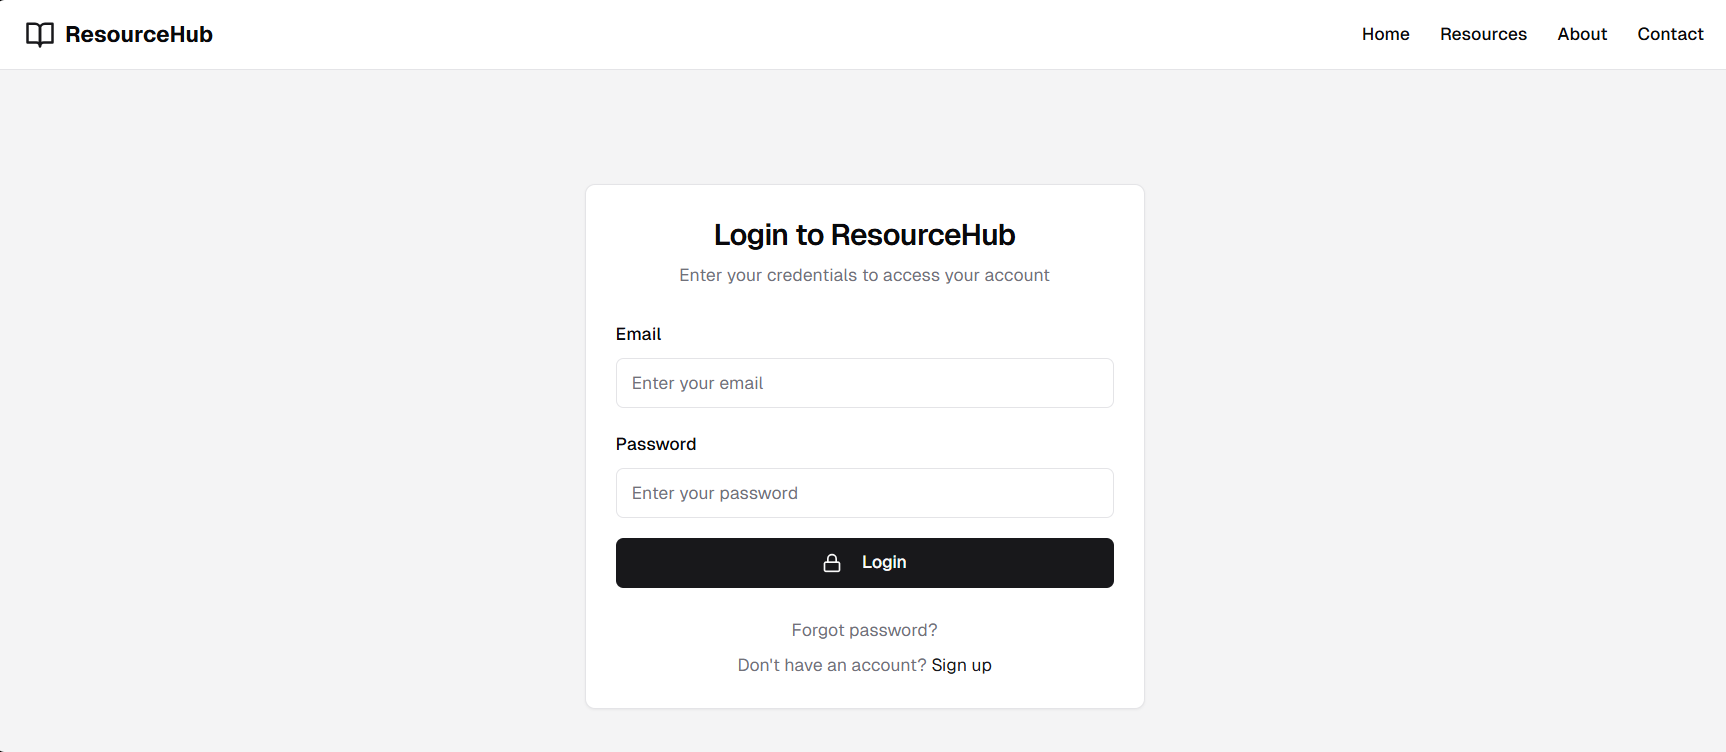 ResourceHub
Home Resources About Contact
Login to ResourceHub
Enter your credentials to access your account
Email
Enter your email
Password
Enter your password
Login
Forgot password?
Don't have an account? Sign up